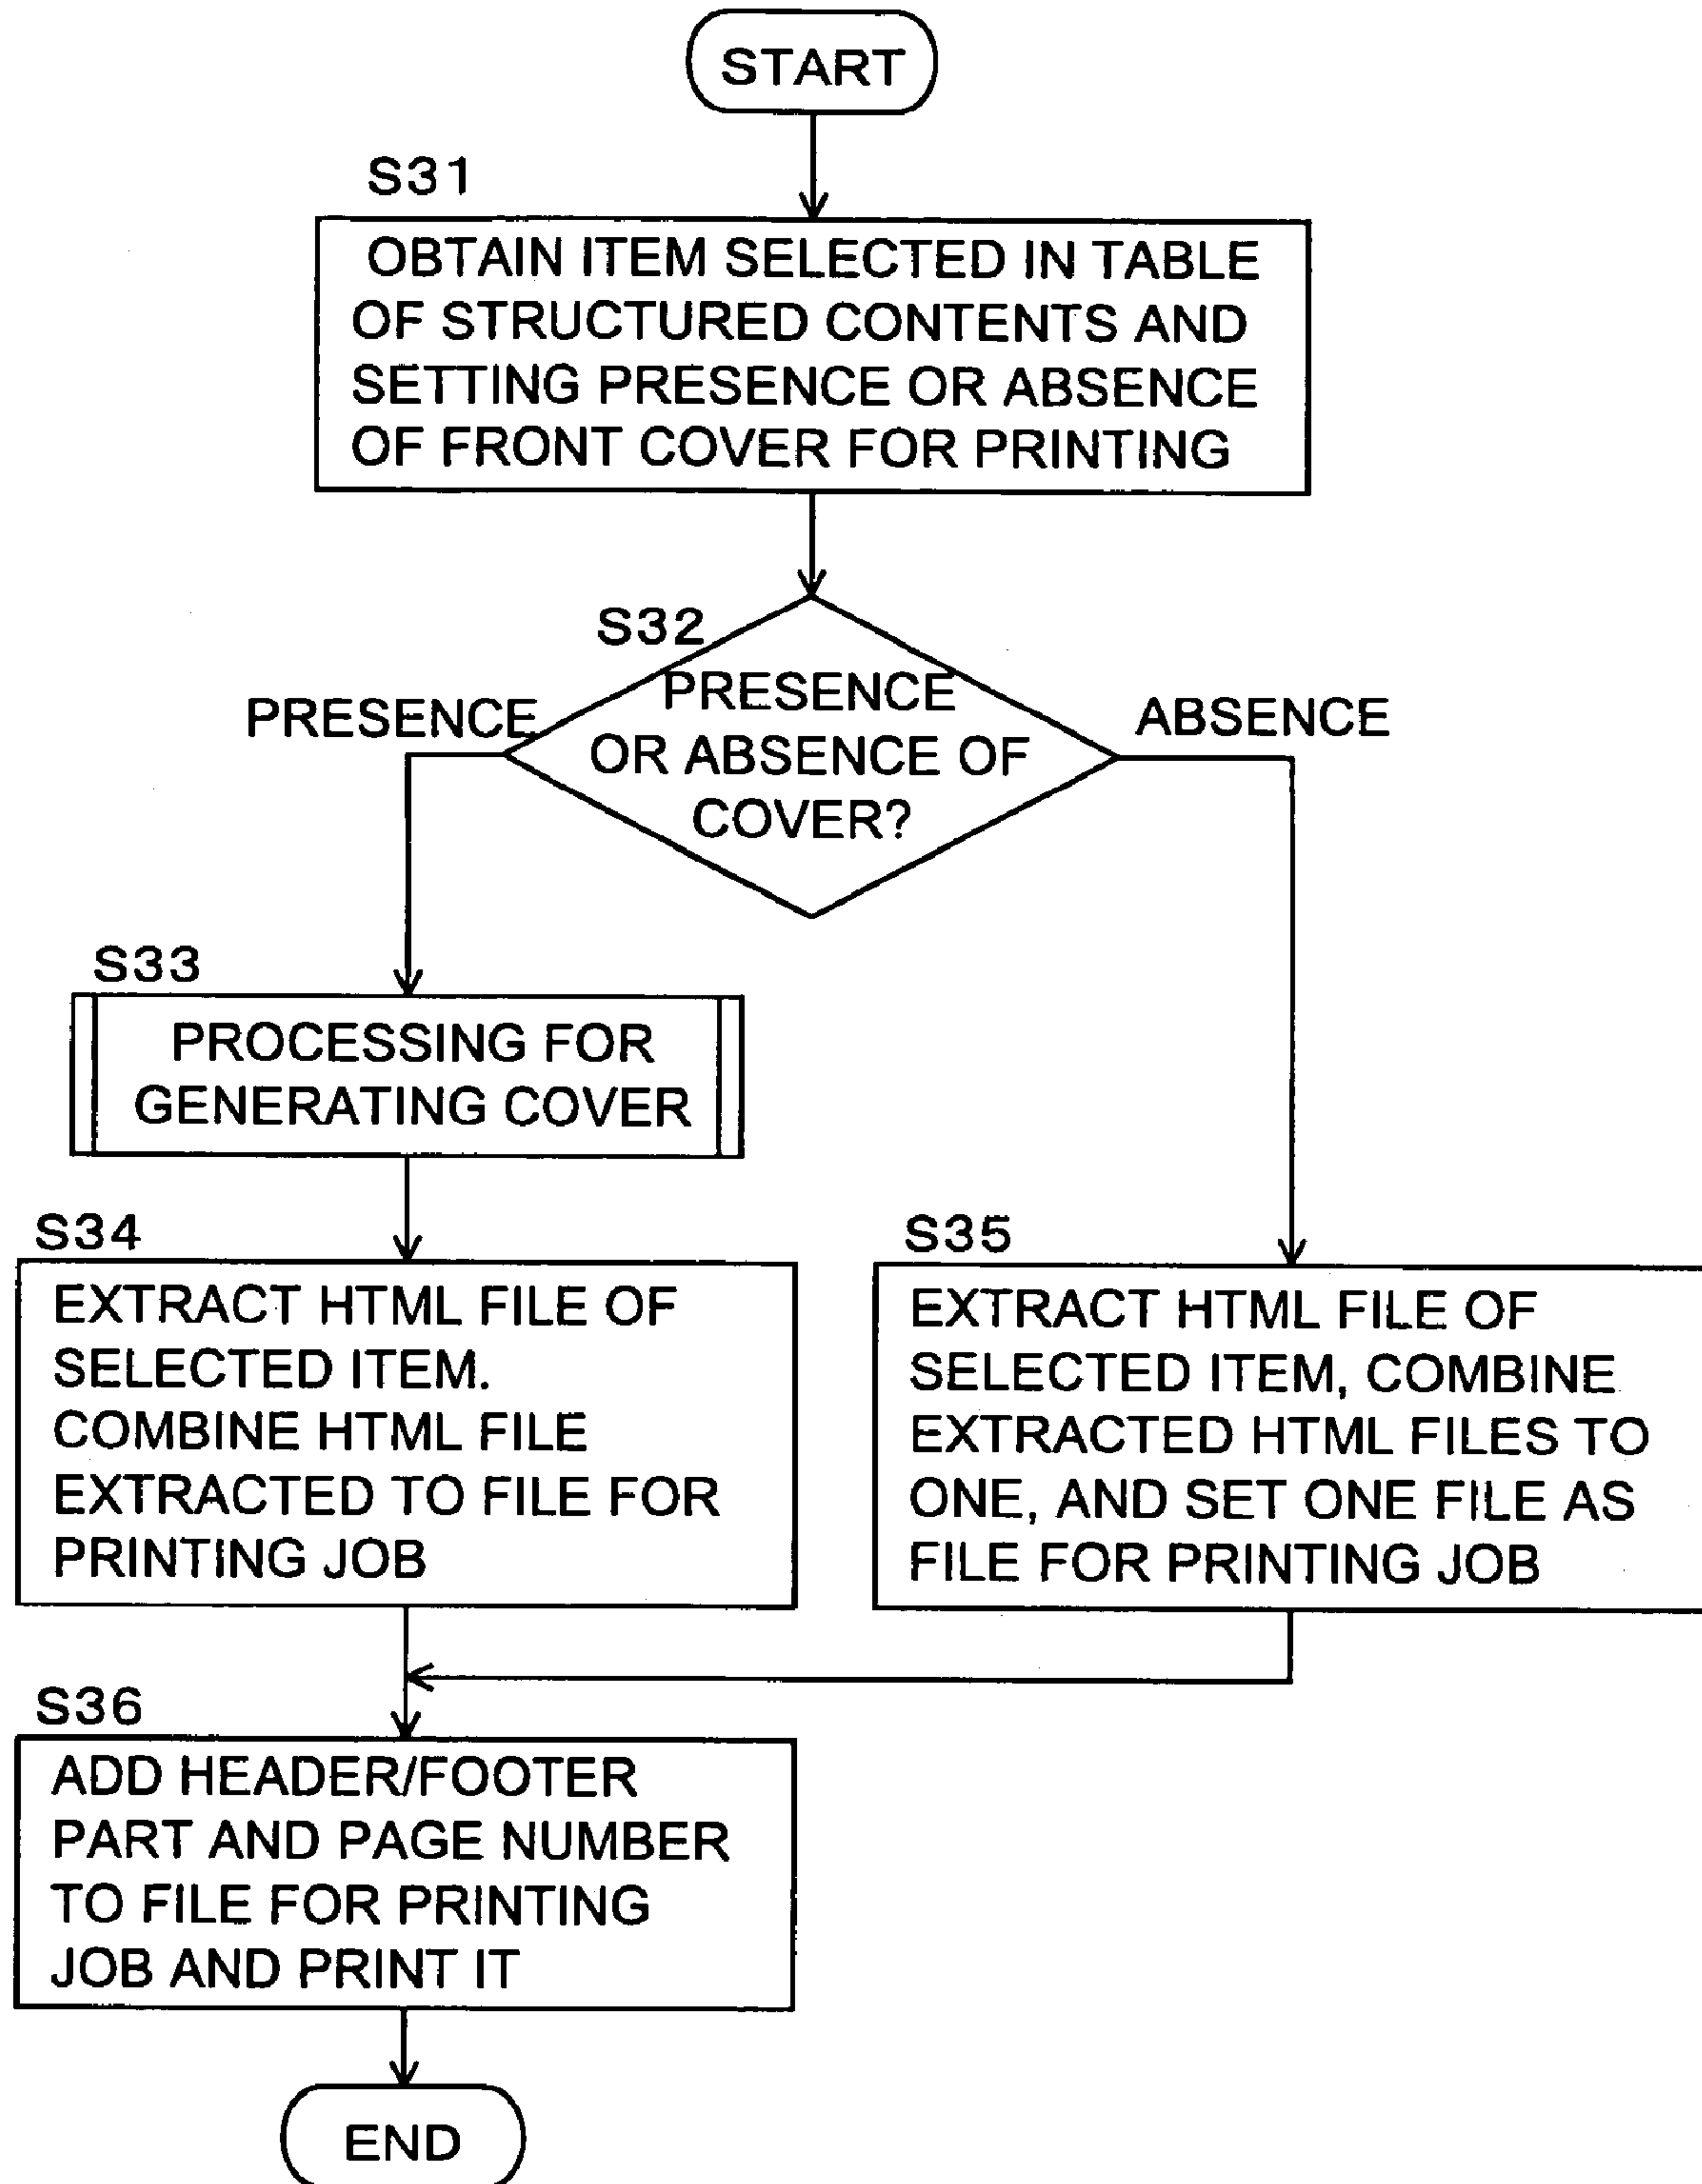 START
S31
OBTAIN ITEM SELECTED IN TABLE
OF STRUCTURED CONTENTS AND
SETTING PRESENCE OR ABSENCE
OF FRONT COVER FOR PRINTING
S32
PRESENCE
OR ABSENCE OF
COVER?
PRESENCE
ABSENCE
S33
PROCESSING FOR
GENERATING COVER
S34
EXTRACT HTML FILE OF
SELECTED ITEM.
COMBINE HTML FILE
EXTRACTED TO FILE FOR
PRINTING JOB
S35
EXTRACT HTML FILE OF
SELECTED ITEM, COMBINE
EXTRACTED HTML FILES TO
ONE, AND SET ONE FILE AS
FILE FOR PRINTING JOB
S36
ADD HEADER/FOOTER
PART AND PAGE NUMBER
TO FILE FOR PRINTING
JOB AND PRINT IT
END